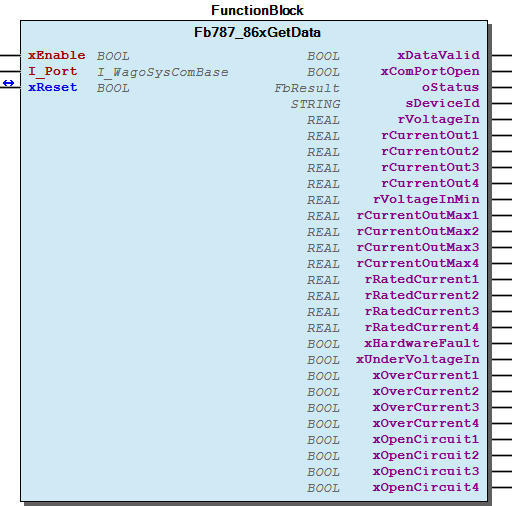 FunctionBlock
Fb787_86xGetData
xEnable BOOL BOOL xDataValid
I_Port I_WagoSysComBase BOOL xComPortOpen
xReset BOOL FbResult oStatus
STRING sDeviceId
REAL rVoltageIn
REAL rCurrentOut1
REAL rCurrentOut2
REAL rCurrentOut3
REAL rCurrentOut4
REAL rVoltageInMin
REAL rCurrentOutMax1
REAL rCurrentOutMax2
REAL rCurrentOutMax3
REAL rCurrentOutMax4
REAL rRatedCurrent1
REAL rRatedCurrent2
REAL rRatedCurrent3
REAL rRatedCurrent4
BOOL xHardwareFault
BOOL xUnderVoltageIn
BOOL xOverCurrent1
BOOL xOverCurrent2
BOOL xOverCurrent3
BOOL xOverCurrent4
BOOL xOpenCircuit1
BOOL xOpenCircuit2
BOOL xOpenCircuit3
BOOL xOpenCircuit4